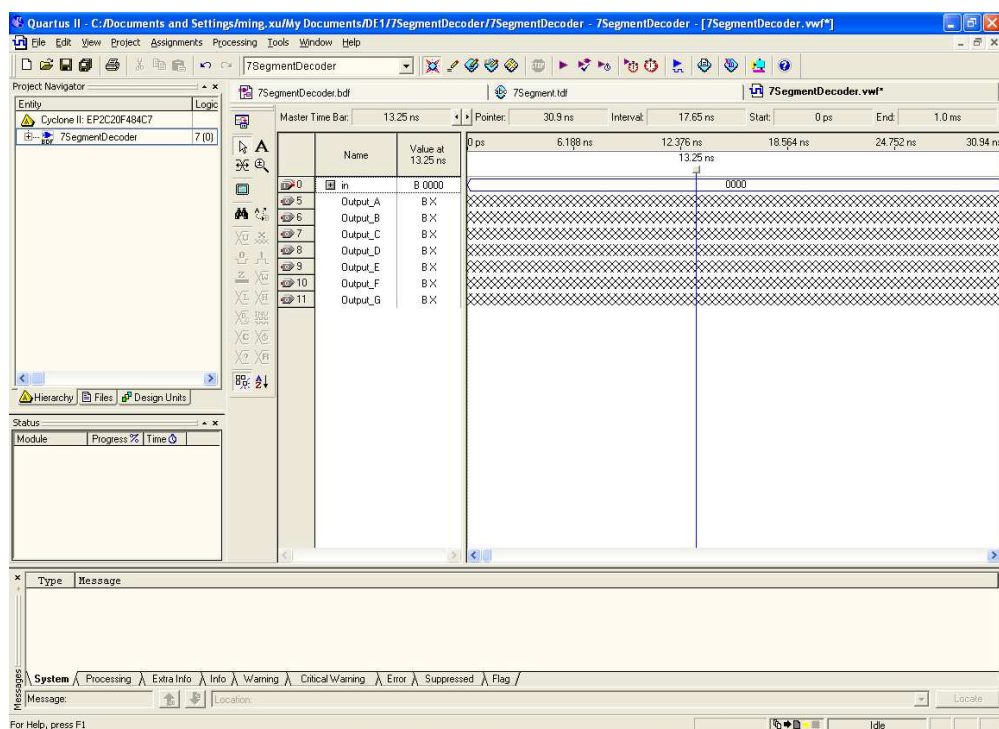 Quartus II - C:/Documents and Settings/ming.xu/My Documents/DE1/7SegmentDecoder/7SegmentDecoder - 7SegmentDecoder - [7SegmentDecoder.vwf*]
File Edit View Project Assignments Processing Tools Window Help
7SegmentDecoder
Project Navigator
Entity Logic
Cyclone II: EP2C20F484C7
7SegmentDecoder 7 (0)
Hierarchy Files Design Units
Status
Module Progress % Time
7SegmentDecoder.bdf 7Segment.tdf 7SegmentDecoder.vwf*
Master Time Bar: 13.25 ns Pointer: 30.9 ns Interval: 17.65 ns Start: 0 ps End: 1.0 ms
Name Value at 13.25 ns
0 ps 6.188 ns 12.376 ns 18.564 ns 24.752 ns 30.94 n
13.25 ns
0 in B 0000 0000
5 Output_A B X
6 Output_B B X
7 Output_C B X
8 Output_D B X
9 Output_E B X
10 Output_F B X
11 Output_G B X
Type Message
System Processing Extra Info Info Warning Critical Warning Error Suppressed Flag
Messages
Message: Location: Locate
For Help, press F1 Idle